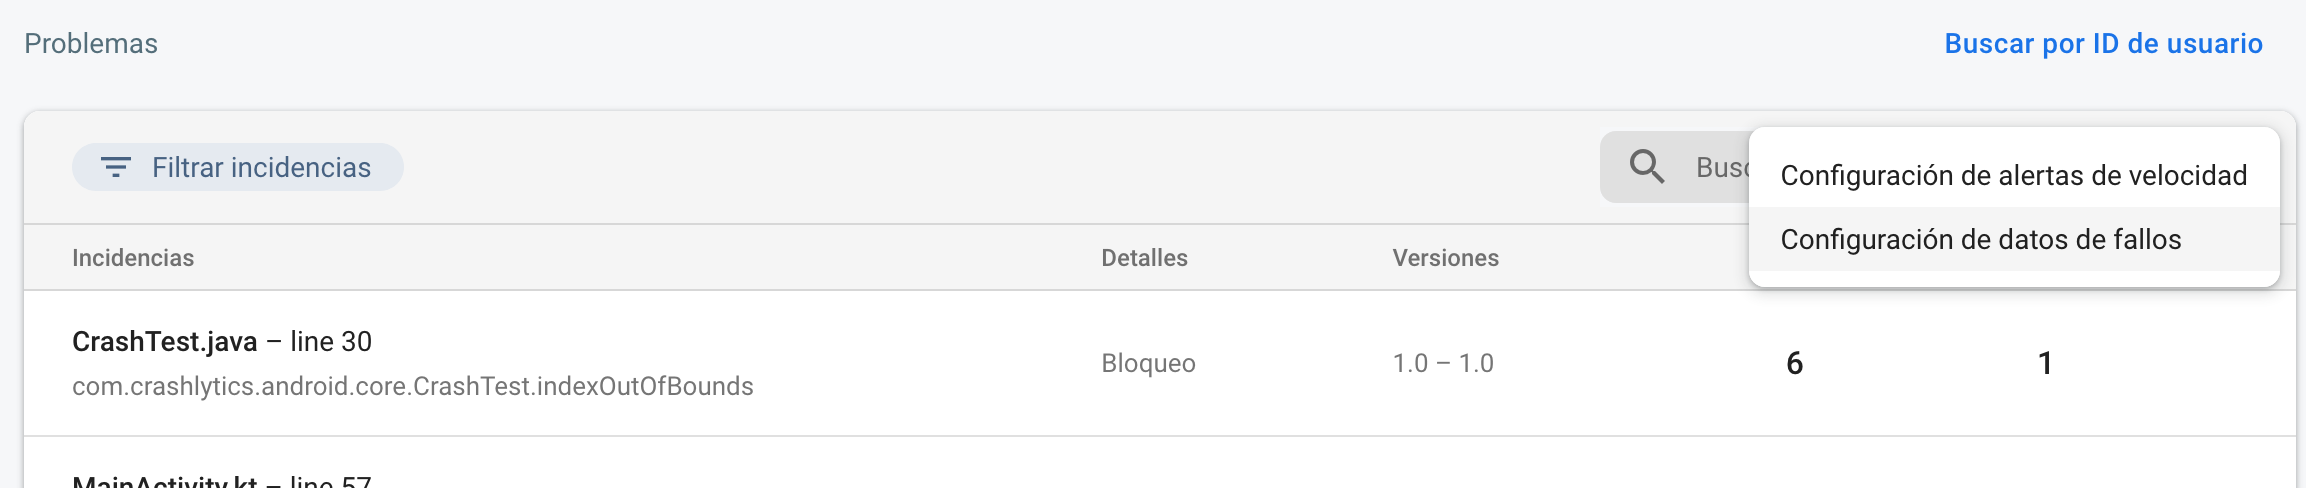 Problemas
Buscar por ID de usuario
Filtrar incidencias
Configuración de alertas de velocidad
Configuración de datos de fallos
Incidencias
Detalles
Versiones
CrashTest.java – line 30
com.crashlytics.android.core.CrashTest.indexOutOfBounds
Bloqueo
1.0 – 1.0
6
1
MainActivity.kt – line 57